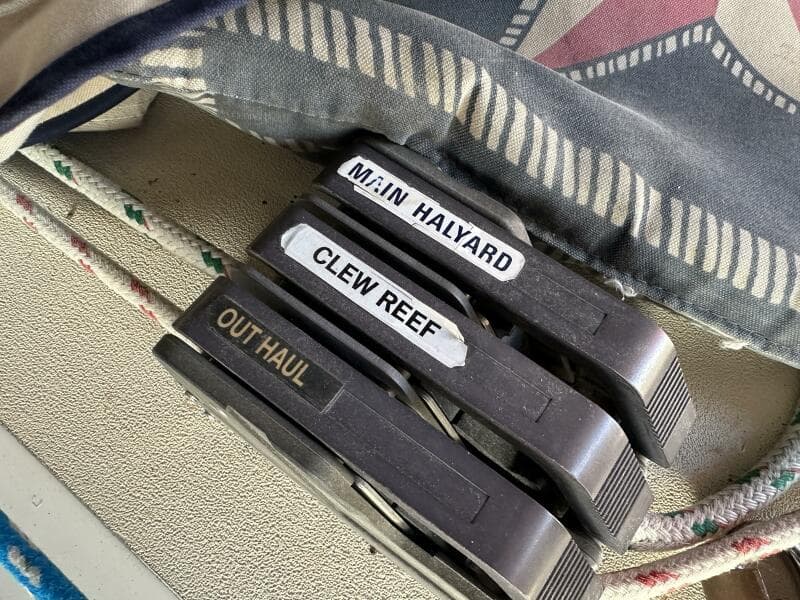 MAIN HALYARD
CLEW REEF
OUT HAUL